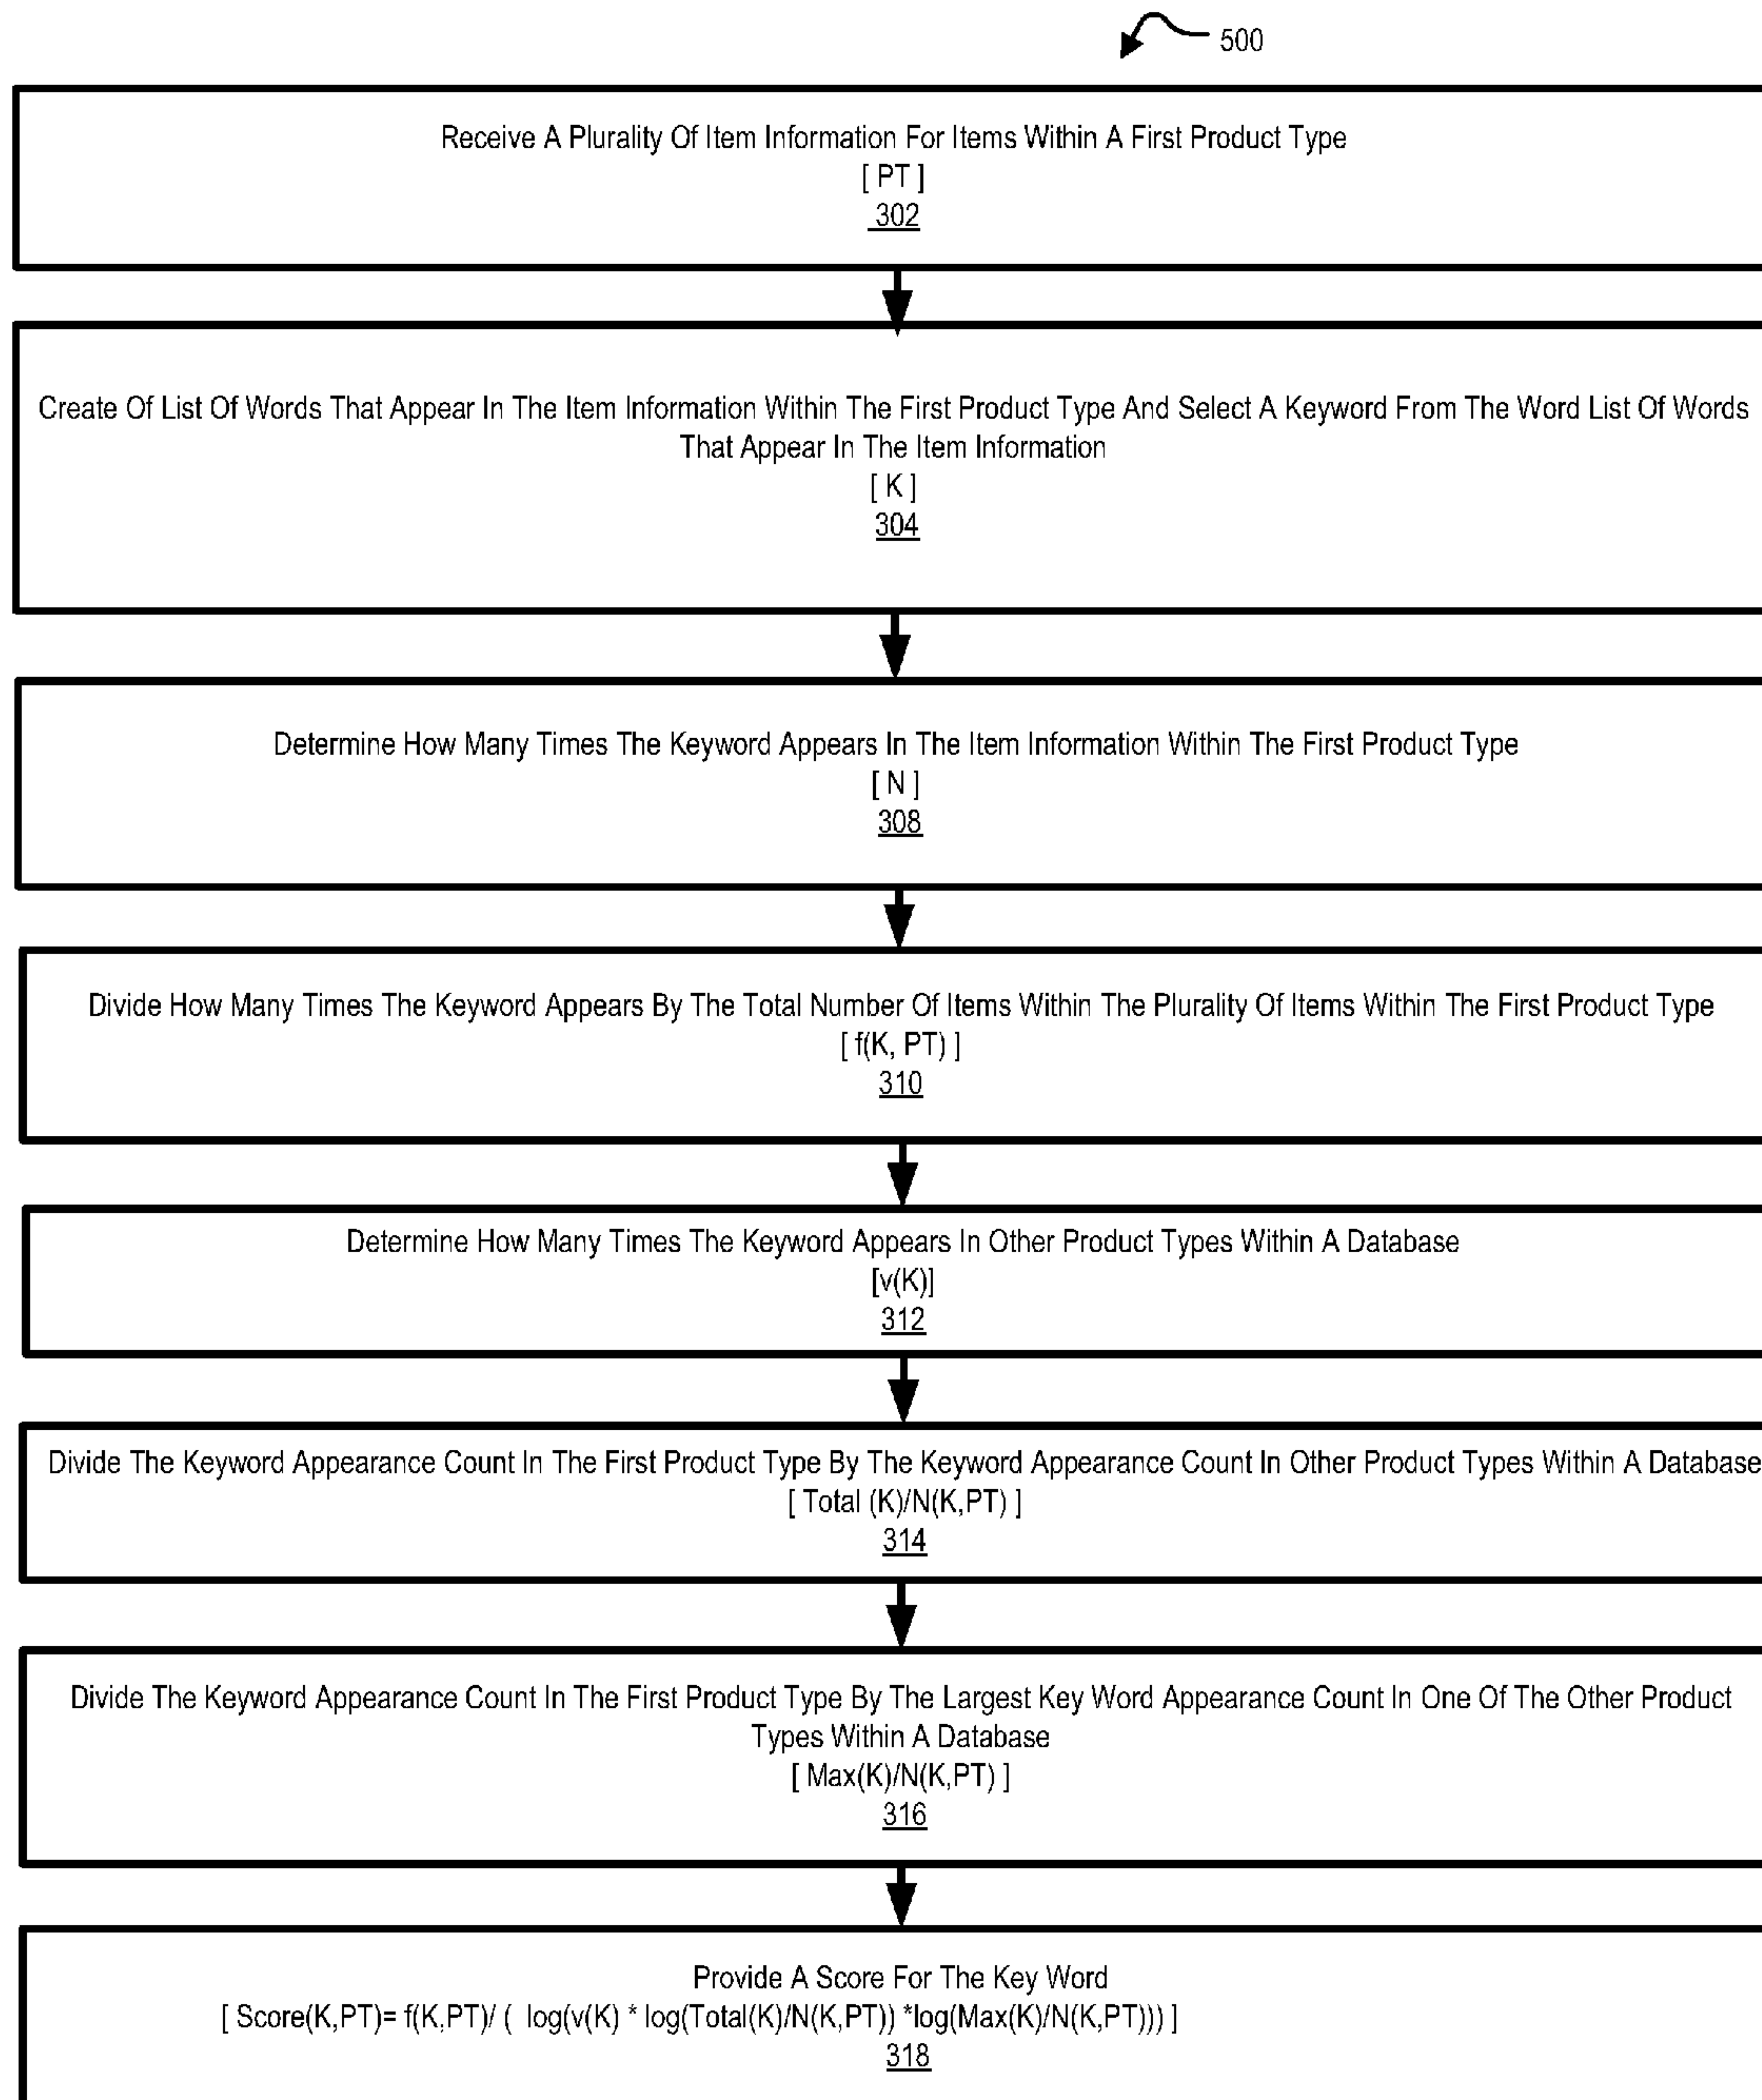 500
Receive A Plurality Of Item Information For Items Within A First Product Type
[ PT ]
302
Create Of List Of Words That Appear In The Item Information Within The First Product Type And Select A Keyword From The Word List Of Words
That Appear In The Item Information
[ K ]
304
Determine How Many Times The Keyword Appears In The Item Information Within The First Product Type
[ N ]
308
Divide How Many Times The Keyword Appears By The Total Number Of Items Within The Plurality Of Items Within The First Product Type
[ f(K, PT) ]
310
Determine How Many Times The Keyword Appears In Other Product Types Within A Database
[v(K)]
312
Divide The Keyword Appearance Count In The First Product Type By The Keyword Appearance Count In Other Product Types Within A Database
[ Total (K)/N(K,PT) ]
314
Divide The Keyword Appearance Count In The First Product Type By The Largest Key Word Appearance Count In One Of The Other Product
Types Within A Database
[ Max(K)/N(K,PT) ]
316
Provide A Score For The Key Word
[ Score(K,PT)= f(K,PT)/ ( log(v(K) * log(Total(K)/N(K,PT)) *log(Max(K)/N(K,PT))) ]
318